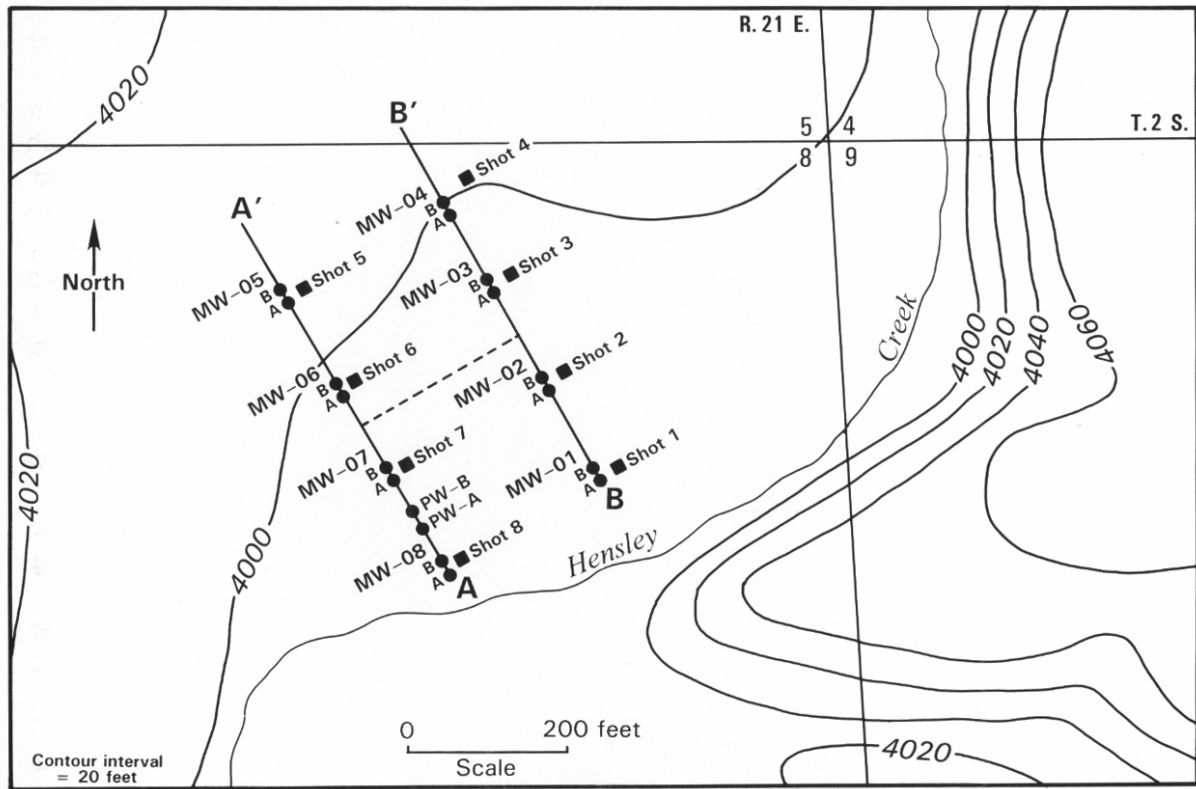 R. 21 E.
4020
B′
5 4
T. 2 S.
8 9
Shot 4
MW-04
B
A
A′
North
Shot 5
MW-05
B
A
Shot 3
MW-03
B
A
Creek
4000
4020
4040
4060
Shot 6
MW-06
B
A
Shot 2
MW-02
B
A
4020
Shot 7
MW-07
B
A
Shot 1
MW-01
B
A
B
PW-B
PW-A
4000
Shot 8
MW-08
B
A
A
Hensley
0 200 feet
Scale
4020
Contour interval
= 20 feet